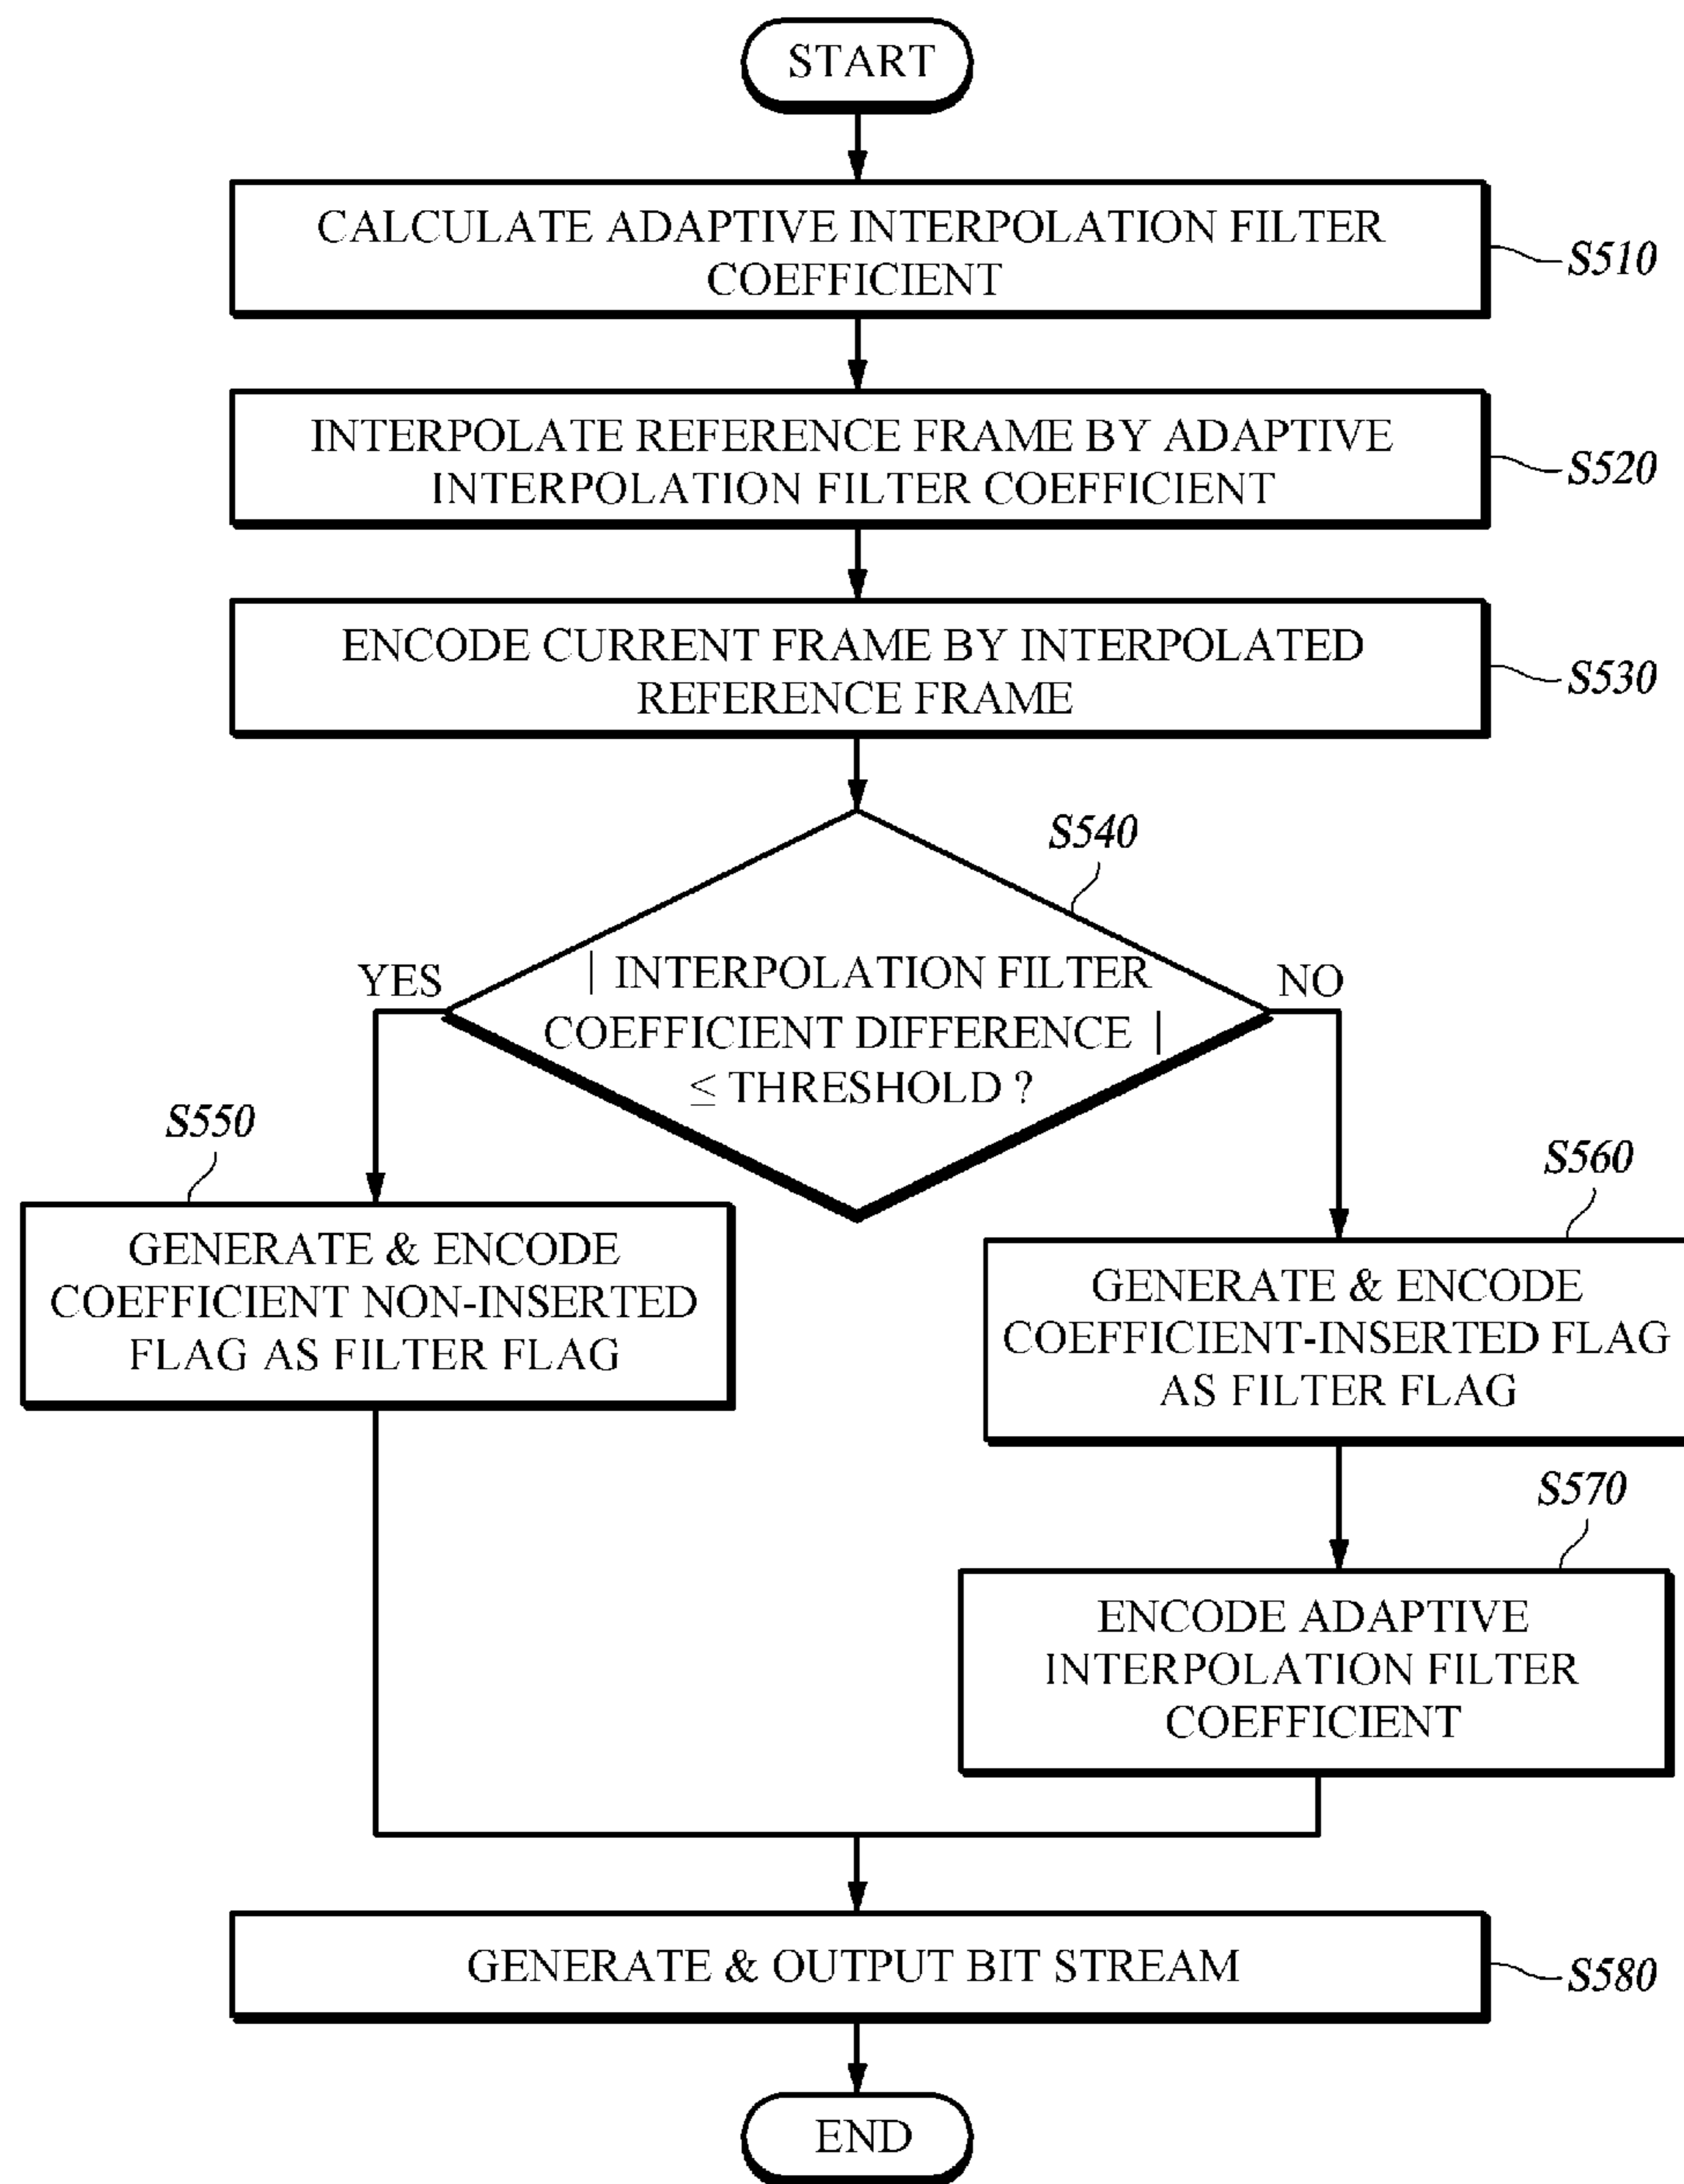 START
CALCULATE ADAPTIVE INTERPOLATION FILTER
COEFFICIENT
S510
INTERPOLATE REFERENCE FRAME BY ADAPTIVE
INTERPOLATION FILTER COEFFICIENT
S520
ENCODE CURRENT FRAME BY INTERPOLATED
REFERENCE FRAME
S530
S540
| INTERPOLATION FILTER
COEFFICIENT DIFFERENCE |
≤ THRESHOLD ?
YES
NO
S550
GENERATE & ENCODE
COEFFICIENT NON-INSERTED
FLAG AS FILTER FLAG
S560
GENERATE & ENCODE
COEFFICIENT-INSERTED FLAG
AS FILTER FLAG
S570
ENCODE ADAPTIVE
INTERPOLATION FILTER
COEFFICIENT
GENERATE & OUTPUT BIT STREAM
S580
END